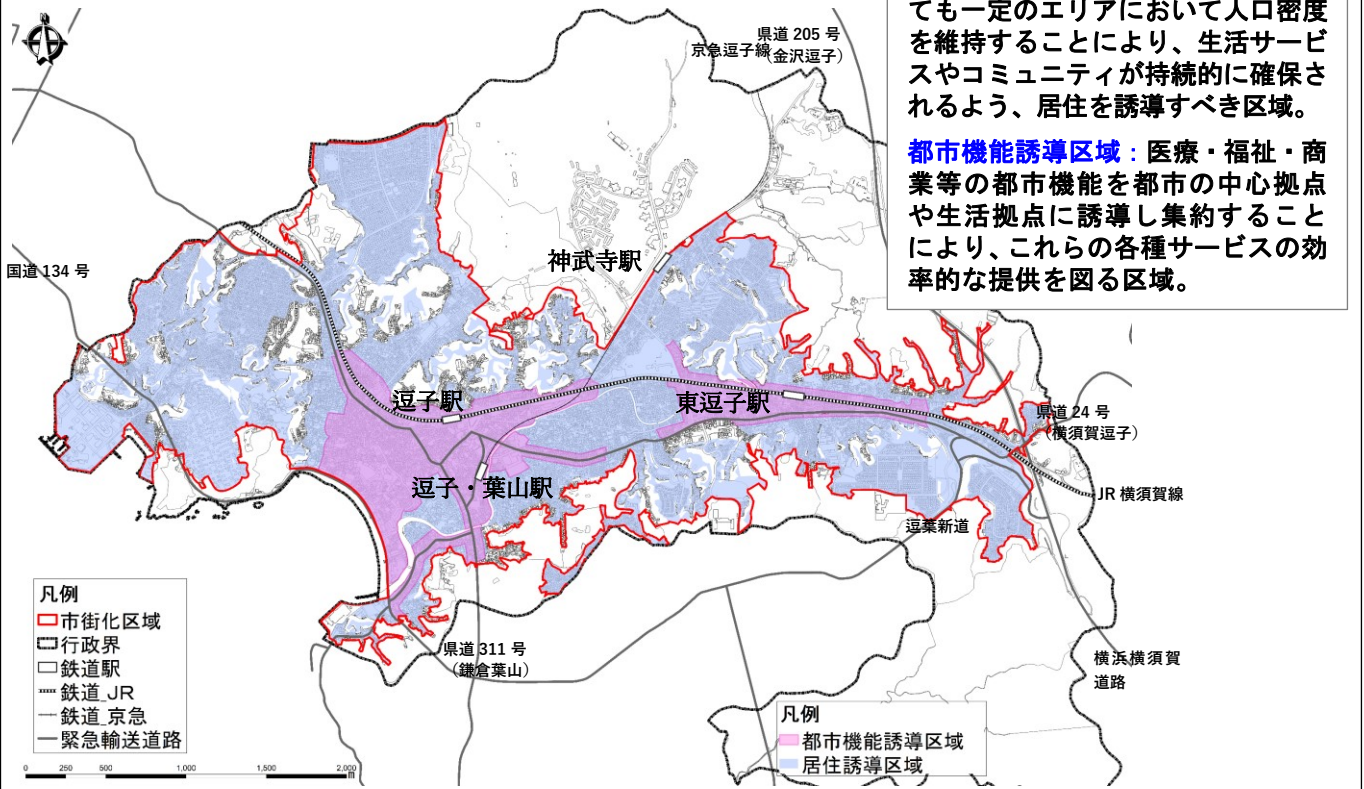 ても一定のエリアにおいて人口密度
を維持することにより、生活サービ
スやコミュニティが持続的に確保さ
れるよう、居住を誘導すべき区域。
都市機能誘導区域：医療・福祉・商
業等の都市機能を都市の中心拠点
や生活拠点に誘導し集約すること
により、これらの各種サービスの効
率的な提供を図る区域。
県道 205 号
（金沢逗子）
京急逗子線
国道 134 号
神武寺駅
逗子駅
東逗子駅
逗子・葉山駅
県道 24 号
（横須賀逗子）
JR 横須賀線
逗葉新道
県道 311 号
（鎌倉葉山）
横浜横須賀
道路
凡例
市街化区域
行政界
鉄道駅
鉄道_JR
鉄道_京急
緊急輸送道路
0 250 500 1,000 1,500 2,000
m
凡例
都市機能誘導区域
居住誘導区域